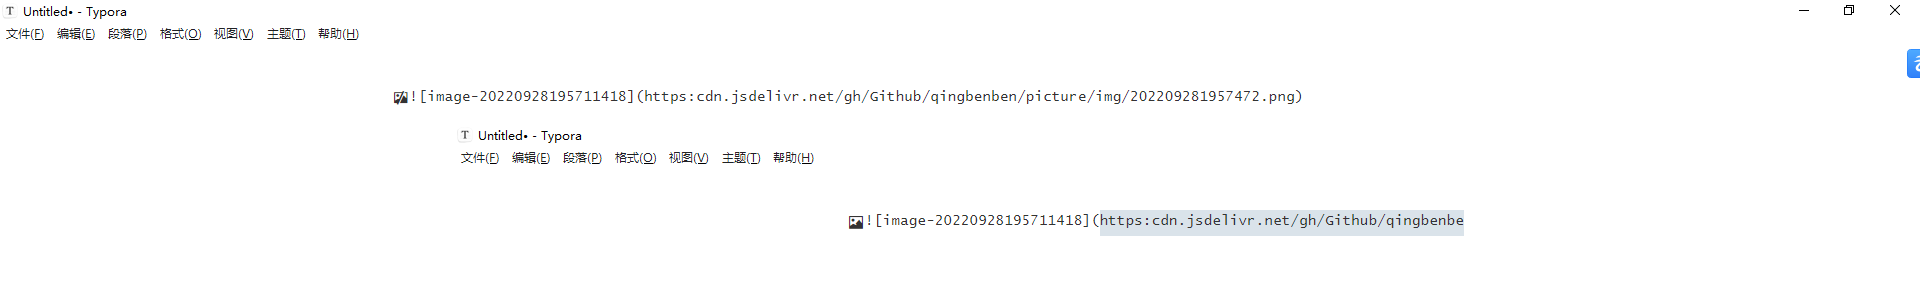 Untitled• - Typora
文件(F) 编辑(E) 段落(P) 格式(O) 视图(V) 主题(T) 帮助(H)
![image-20220928195711418](https:cdn.jsdelivr.net/gh/Github/qingbenben/picture/img/202209281957472.png)
Untitled• - Typora
文件(F) 编辑(E) 段落(P) 格式(O) 视图(V) 主题(T) 帮助(H)
![image-20220928195711418](https:cdn.jsdelivr.net/gh/Github/qingbenbe